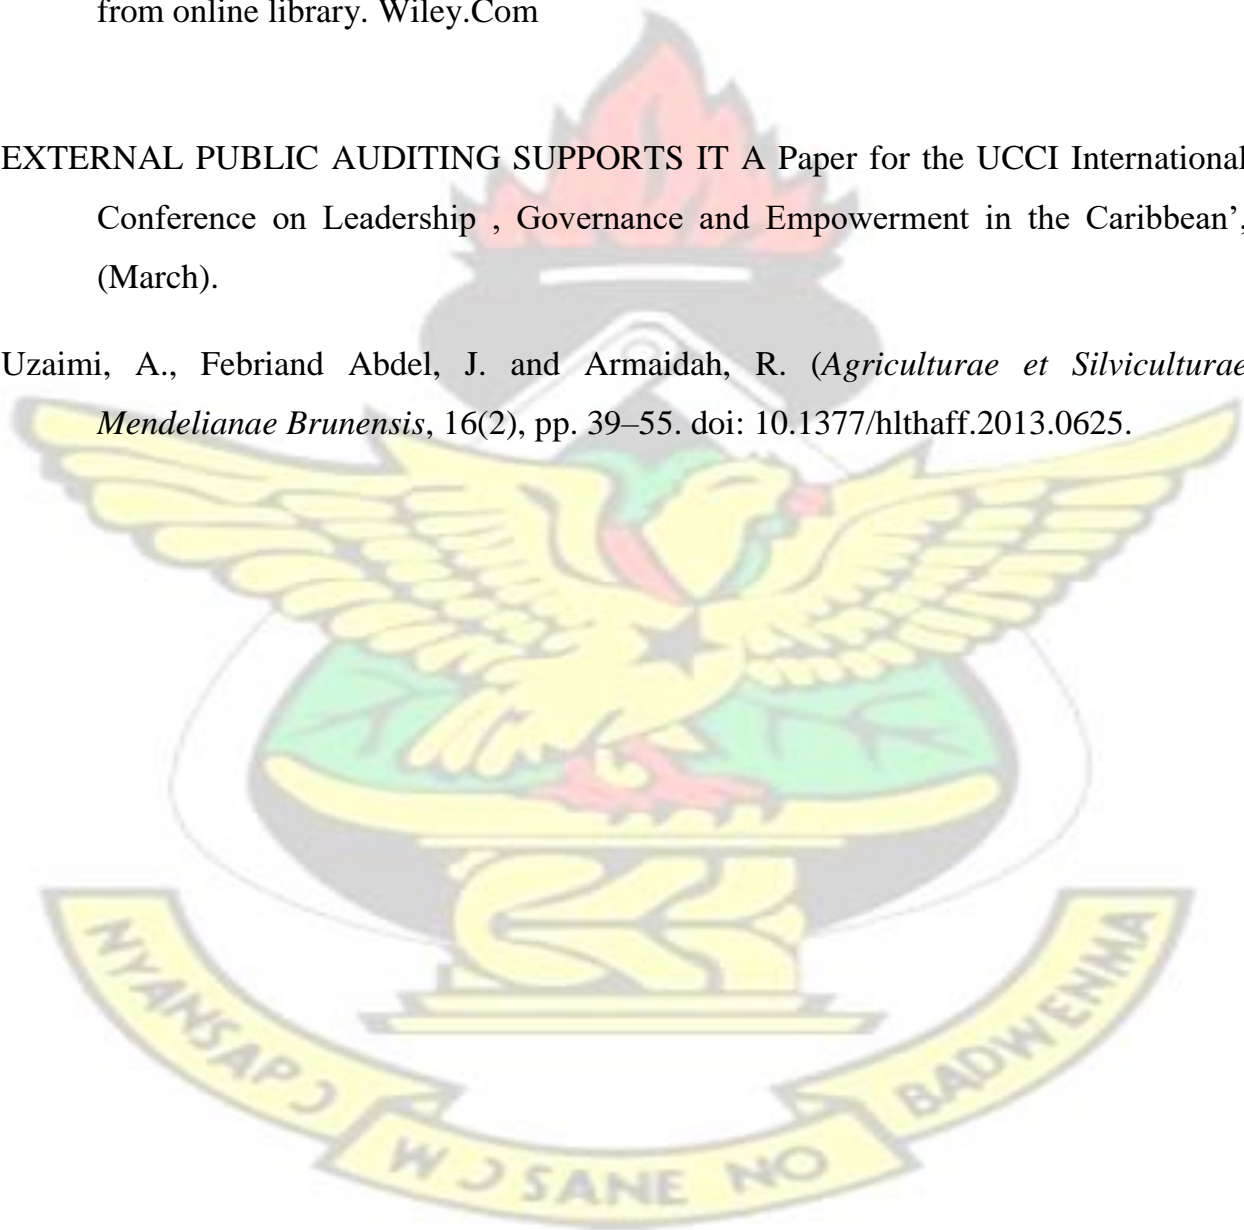 from online library. Wiley.Com
EXTERNAL PUBLIC AUDITING SUPPORTS IT A Paper for the UCCI International
Conference on Leadership , Governance and Empowerment in the Caribbean’,
(March).
Uzaimi, A., Febriand Abdel, J. and Armaidah, R. (Agriculturae et Silviculturae
Mendelianae Brunensis, 16(2), pp. 39–55. doi: 10.1377/hlthaff.2013.0625.
NYANSAPƆ
WƆSANE NO
BADWENMA